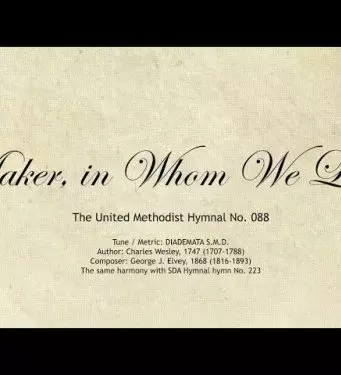 aker, in Whom We L
The United Methodist Hymnal No. 088
Tune / Metric: DIADEMATA S.M.D.
Author: Charles Wesley, 1747 (1707-1788)
Composer: George J. Elvey, 1868 (1816-1893)
The same harmony with SDA Hymnal hymn No. 223